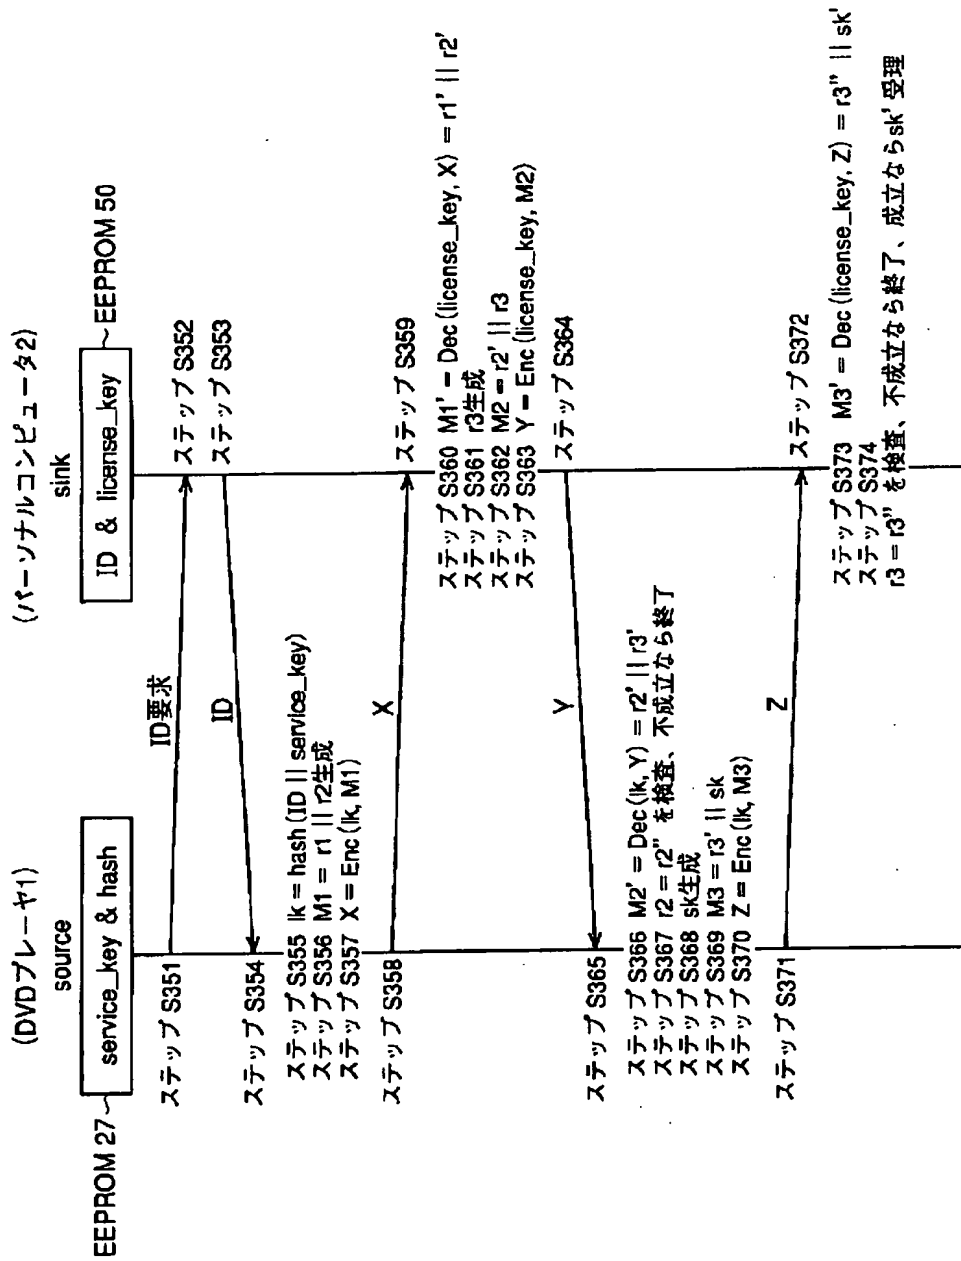 (DVDプレーヤ1)
source
EEPROM 27
service_key & hash
(パーソナルコンピュータ2)
sink
ID & license_key
EEPROM 50
ステップ S351
ID要求
ステップ S352
ステップ S353
ID
ステップ S354
ステップ S355 lk = hash (ID || service_key)
ステップ S356 M1 = r1 || r2生成
ステップ S357 X = Enc (lk, M1)
ステップ S358
X
ステップ S359
ステップ S360 M1' = Dec (license_key, X) = r1' || r2'
ステップ S361 r3生成
ステップ S362 M2 = r2' || r3
ステップ S363 Y = Enc (license_key, M2)
ステップ S364
Y
ステップ S365
ステップ S366 M2' = Dec (lk, Y) = r2' || r3'
ステップ S367 r2 = r2'' を検査、不成立なら終了
ステップ S368 sk生成
ステップ S369 M3 = r3' || sk
ステップ S370 Z = Enc (lk, M3)
ステップ S371
Z
ステップ S372
ステップ S373 M3' = Dec (license_key, Z) = r3'' || sk'
ステップ S374
r3 = r3'' を検査、不成立なら終了、成立ならsk' 受理